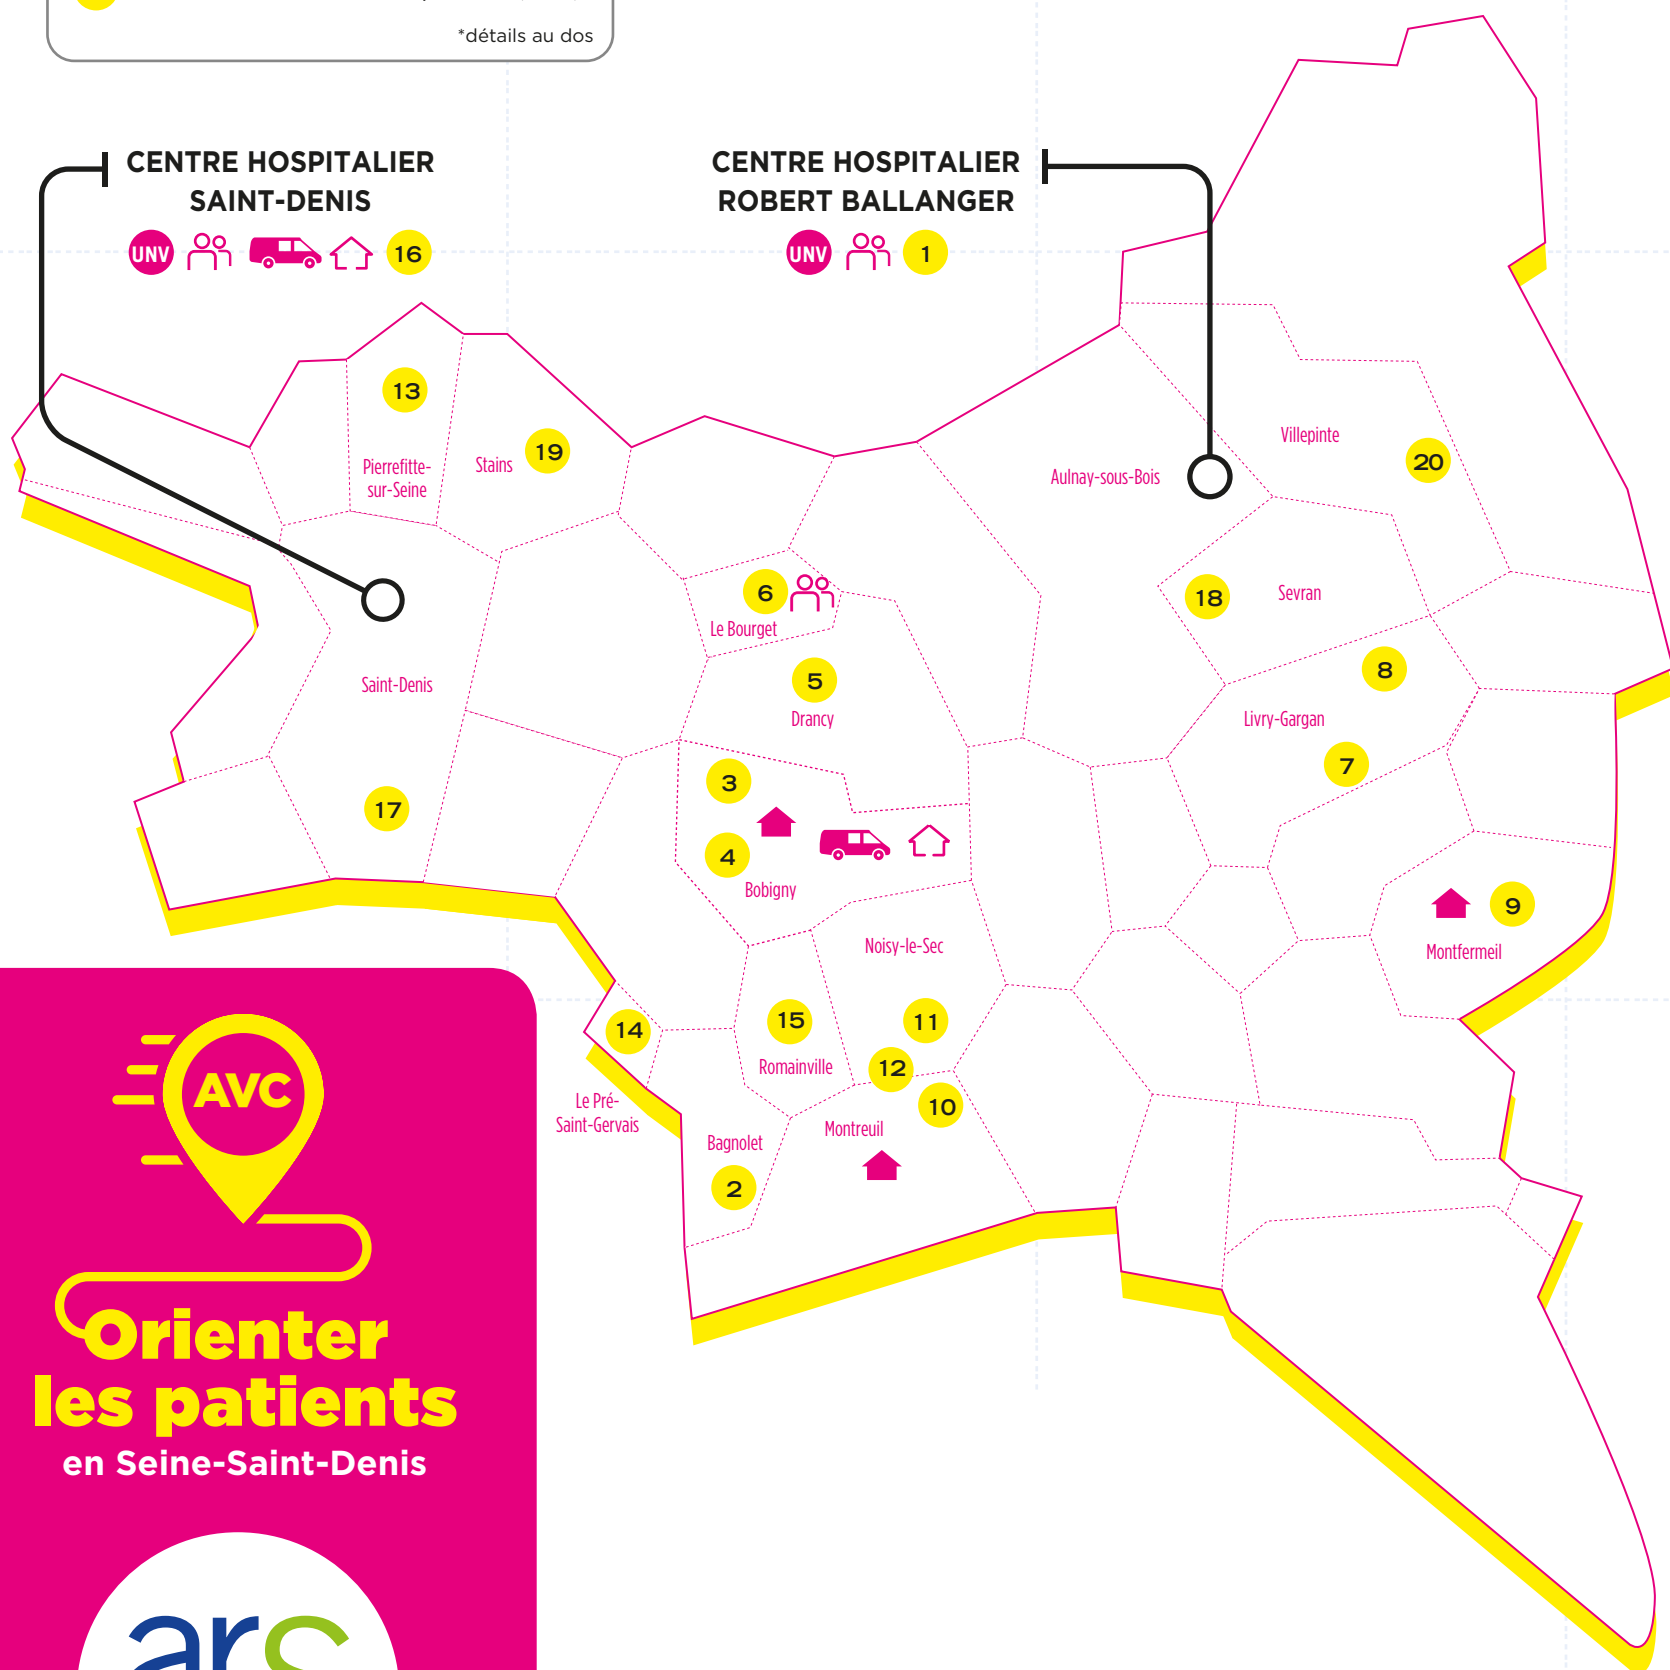 *détails au dos
CENTRE HOSPITALIER
SAINT-DENIS
UNV
16
CENTRE HOSPITALIER
ROBERT BALLANGER
UNV
1
13
Pierrefitte-
sur-Seine
Stains
19
Villepinte
20
Aulnay-sous-Bois
6
Le Bourget
18
Sevran
Saint-Denis
5
Drancy
8
Livry-Gargan
7
3
17
4
Bobigny
9
Montfermeil
Noisy-le-Sec
14
15
Romainville
11
12
10
Le Pré-
Saint-Gervais
Bagnolet
2
Montreuil
AVC
Orienter
les patients
en Seine-Saint-Denis
ars